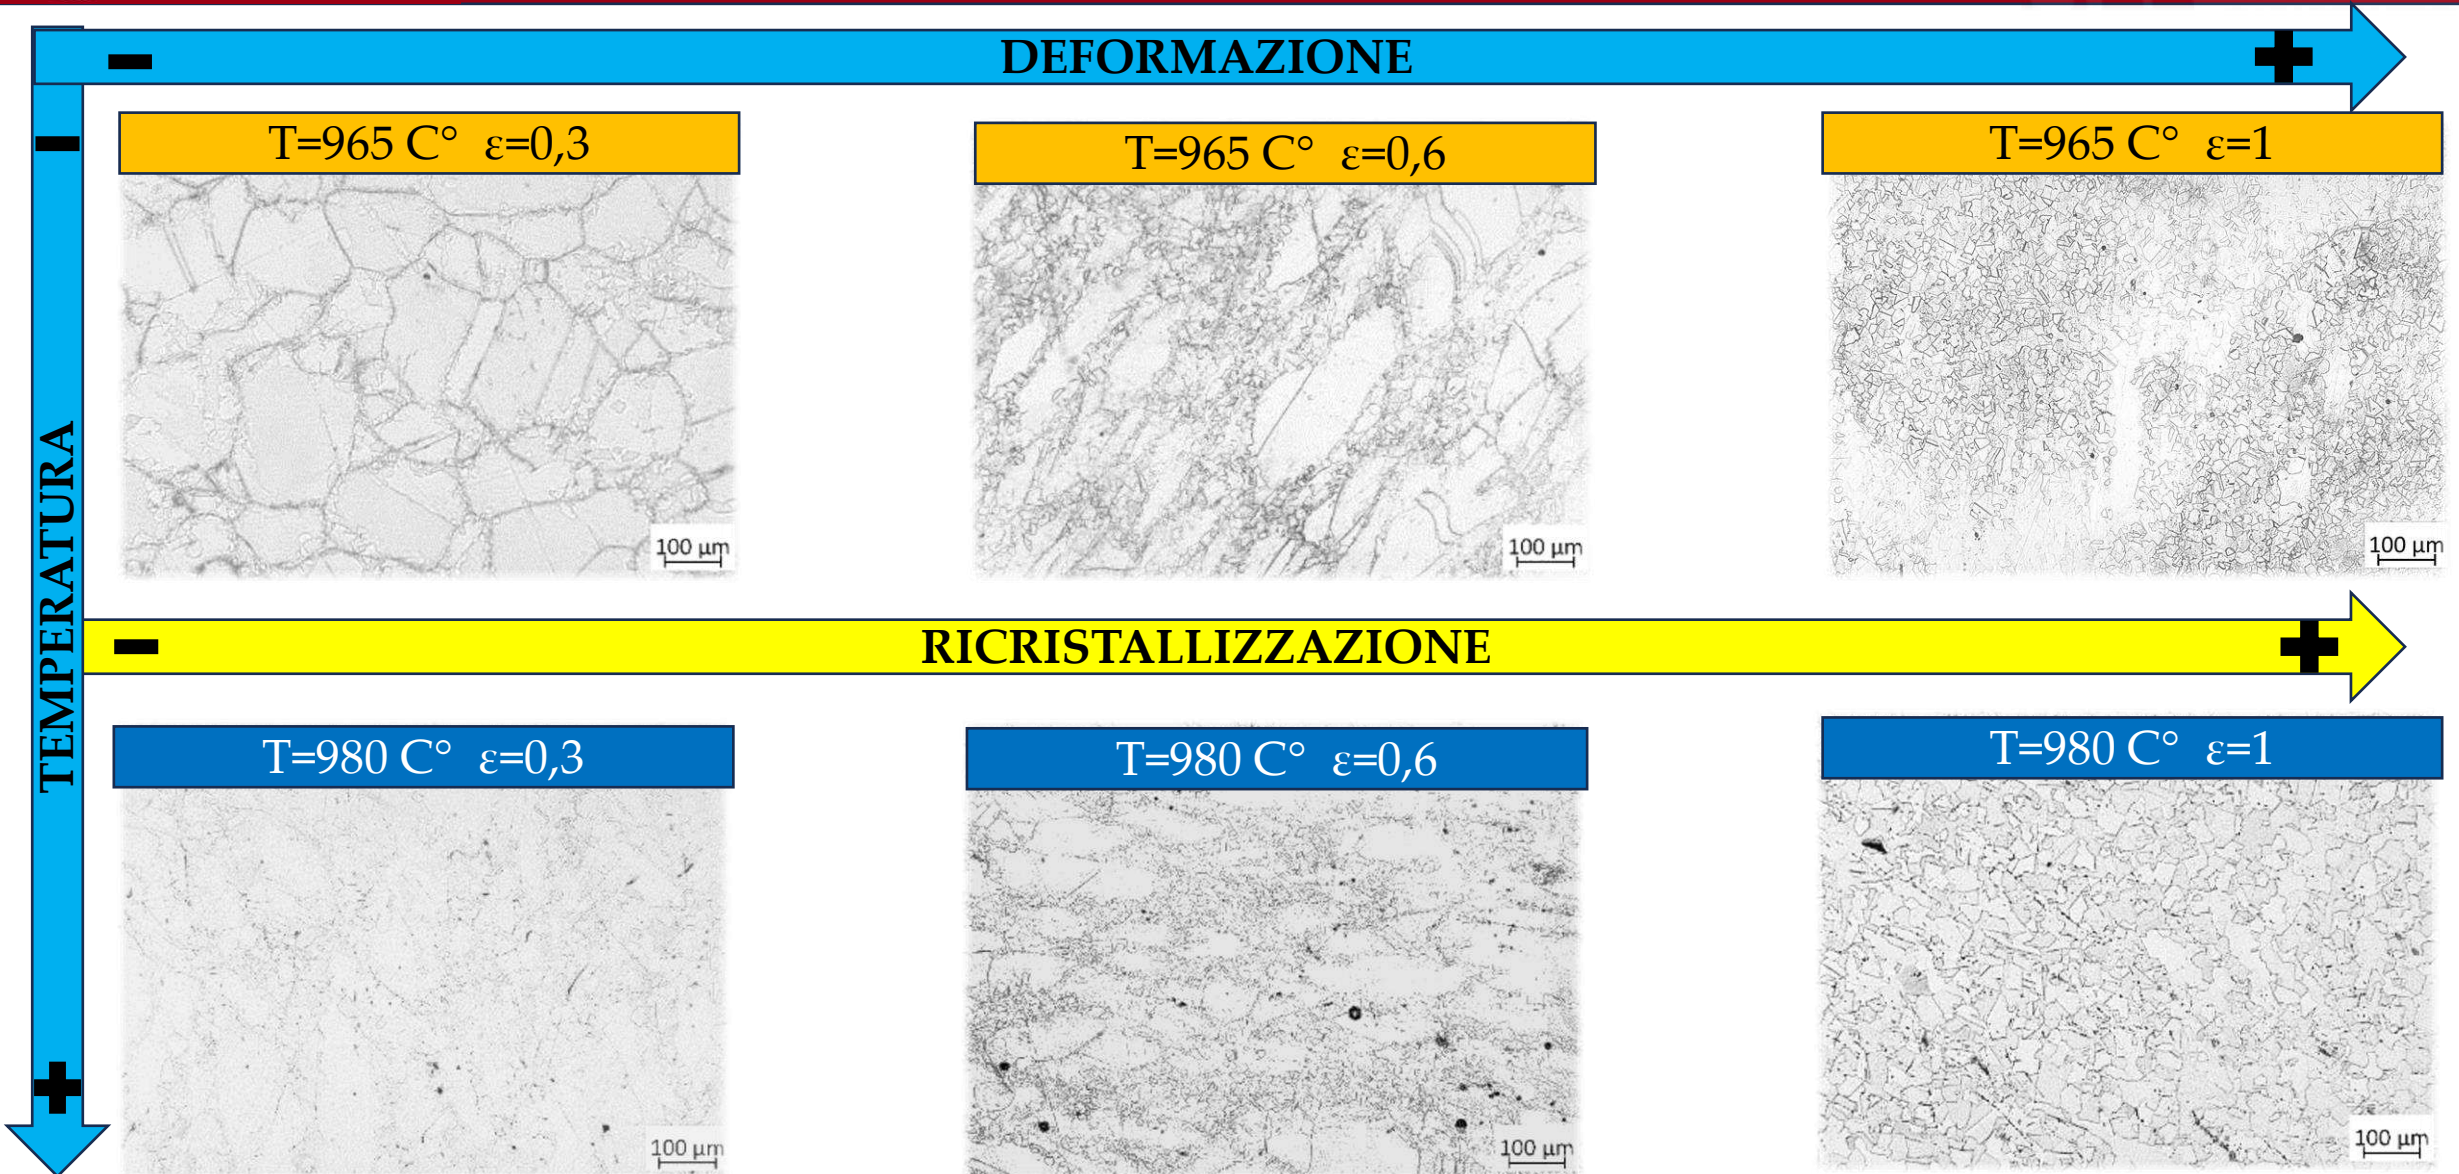 DEFORMAZIONE
- +
-
T=965 C° ε=0,3
T=965 C° ε=0,6
T=965 C° ε=1
100 µm
100 µm
100 µm
TEMPERATURA
- RICRISTALLIZZAZIONE +
T=980 C° ε=0,3
T=980 C° ε=0,6
T=980 C° ε=1
+
100 µm
100 µm
100 µm